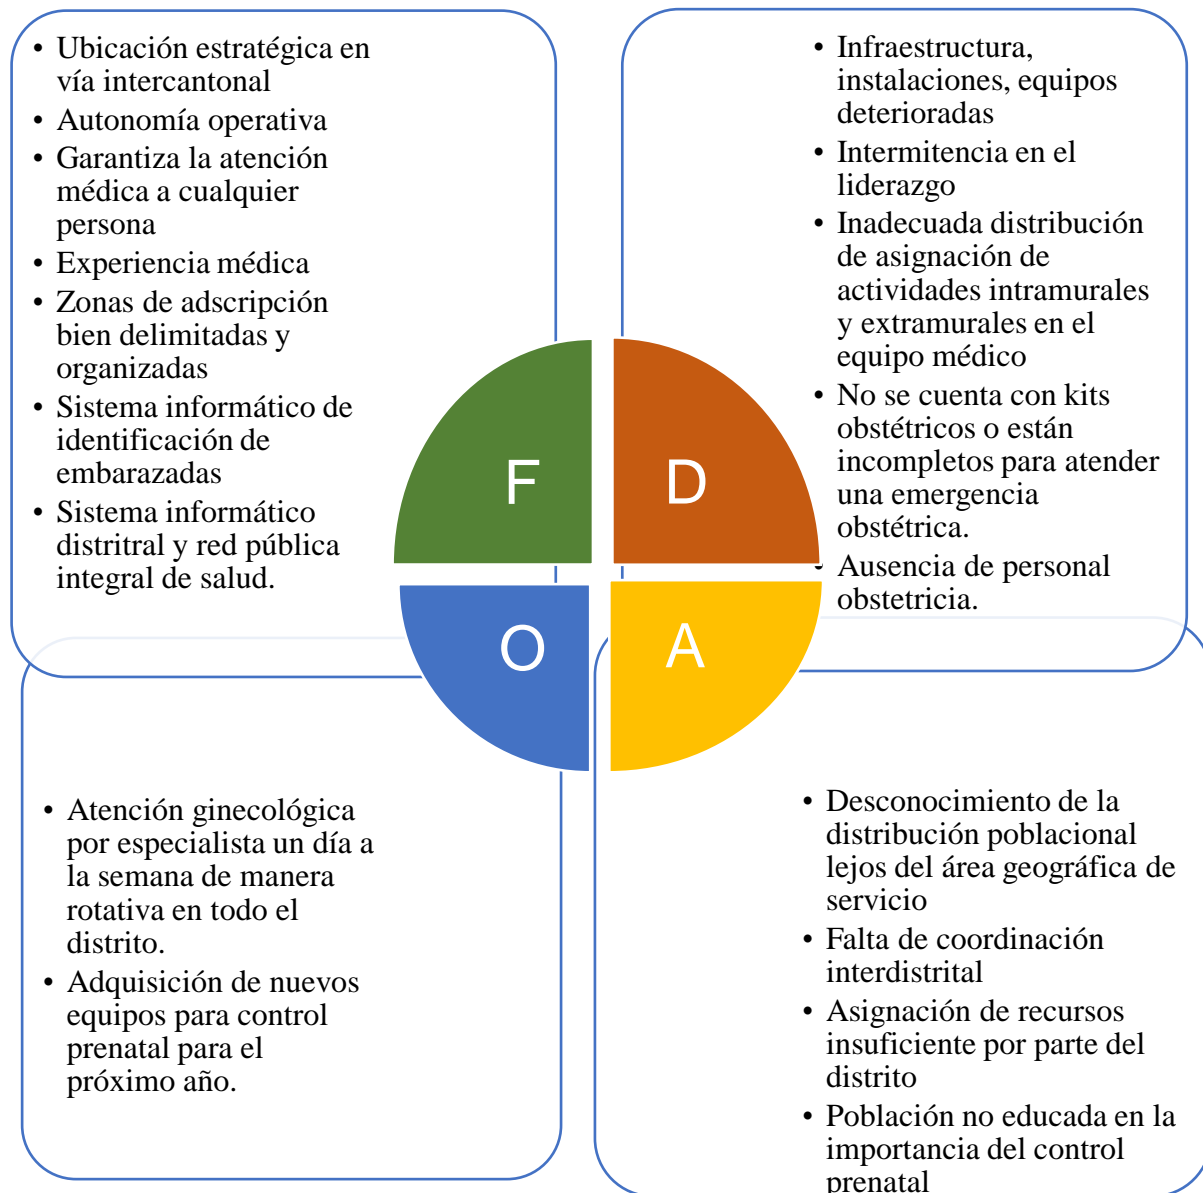 • Ubicación estratégica en
vía intercantonal
• Autonomía operativa
• Garantiza la atención
médica a cualquier
persona
• Experiencia médica
• Zonas de adscripción
bien delimitadas y
organizadas
• Sistema informático de
identificación de
embarazadas
• Sistema informático
distritral y red pública
integral de salud.
• Infraestructura,
instalaciones, equipos
deterioradas
• Intermitencia en el
liderazgo
• Inadecuada distribución
de asignación de
actividades intramurales
y extramurales en el
equipo médico
• No se cuenta con kits
obstétricos o están
incompletos para atender
una emergencia
obstétrica.
• Ausencia de personal
obstetricia.
F
D
O
A
• Atención ginecológica
por especialista un día a
la semana de manera
rotativa en todo el
distrito.
• Adquisición de nuevos
equipos para control
prenatal para el
próximo año.
• Desconocimiento de la
distribución poblacional
lejos del área geográfica de
servicio
• Falta de coordinación
interdistrital
• Asignación de recursos
insuficiente por parte del
distrito
• Población no educada en la
importancia del control
prenatal